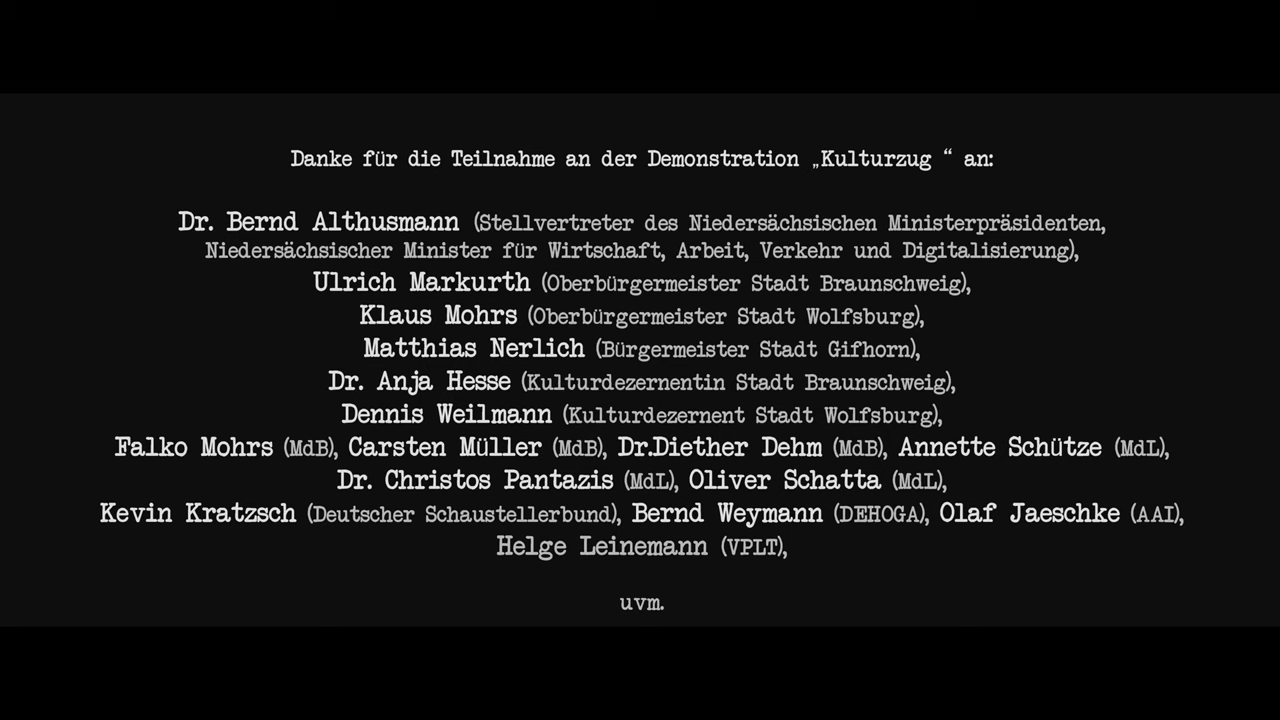 Danke für die Teilnahme an der Demonstration „Kulturzug “ an:
Dr. Bernd Althusmann (Stellvertreter des Niedersächsischen Ministerpräsidenten,
Niedersächsischer Minister für Wirtschaft, Arbeit, Verkehr und Digitalisierung),
Ulrich Markurth (Oberbürgermeister Stadt Braunschweig),
Klaus Mohrs (Oberbürgermeister Stadt Wolfsburg),
Matthias Nerlich (Bürgermeister Stadt Gifhorn),
Dr. Anja Hesse (Kulturdezernentin Stadt Braunschweig),
Dennis Weilmann (Kulturdezernent Stadt Wolfsburg),
Falko Mohrs (MdB), Carsten Müller (MdB), Dr.Diether Dehm (MdB), Annette Schütze (MdL),
Dr. Christos Pantazis (MdL), Oliver Schatta (MdL),
Kevin Kratzsch (Deutscher Schaustellerbund), Bernd Weymann (DEHOGA), Olaf Jaeschke (AAI),
Helge Leinemann (VPLT),
uvm.